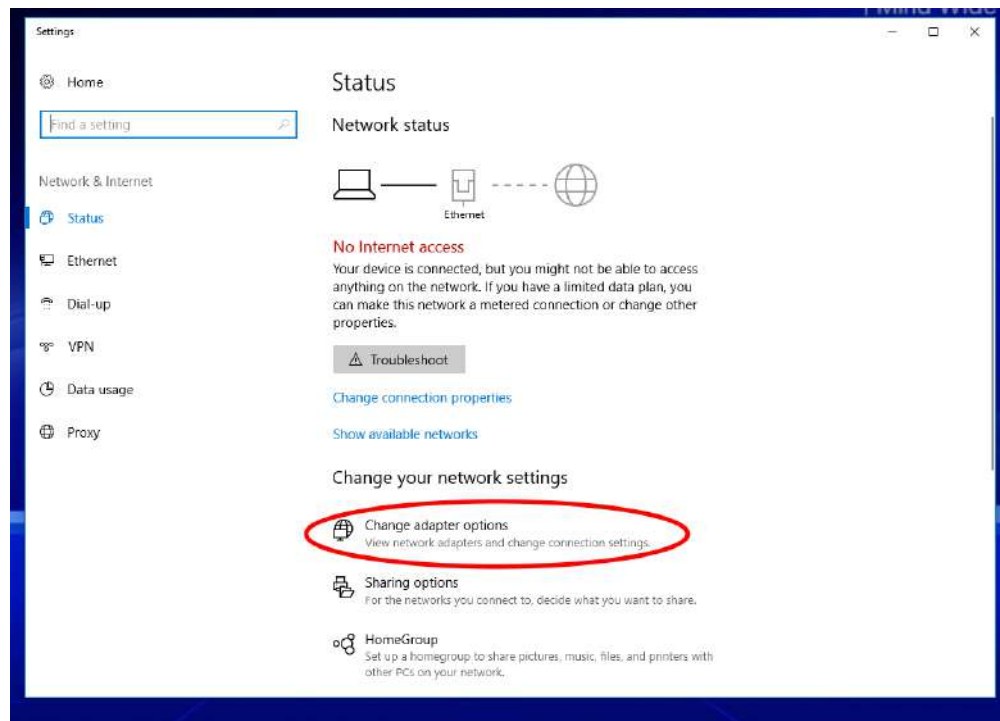 Mind Wide
Settings
Home
Find a setting
Network & Internet
Status
Ethernet
Dial-up
VPN
Data usage
Proxy
Status
Network status
Ethernet
No Internet access
Your device is connected, but you might not be able to access
anything on the network. If you have a limited data plan, you
can make this network a metered connection or change other
properties.
Troubleshoot
Change connection properties
Show available networks
Change your network settings
Change adapter options
View network adapters and change connection settings.
Sharing options
For the networks you connect to, decide what you want to share.
HomeGroup
Set up a homegroup to share pictures, music, files, and printers with
other PCs on your network.